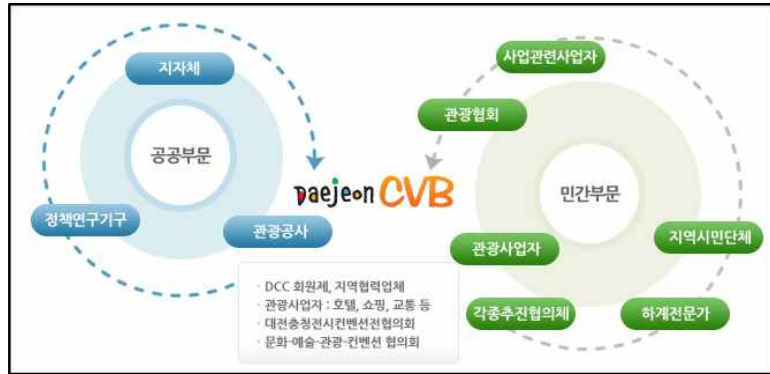 지자체
공공부문
정책연구기구
관광공사
Daejeon CVB
사업관련사업자
관광협회
민간부문
관광사업자
지역시민단체
각종추진협의체
하계전문가
· DCC 회원제, 지역협력업체
· 관광사업자 : 호텔, 쇼핑, 교통 등
· 대전충청전시컨벤션전협의회
· 문화-예술-관광-컨벤션 협의회